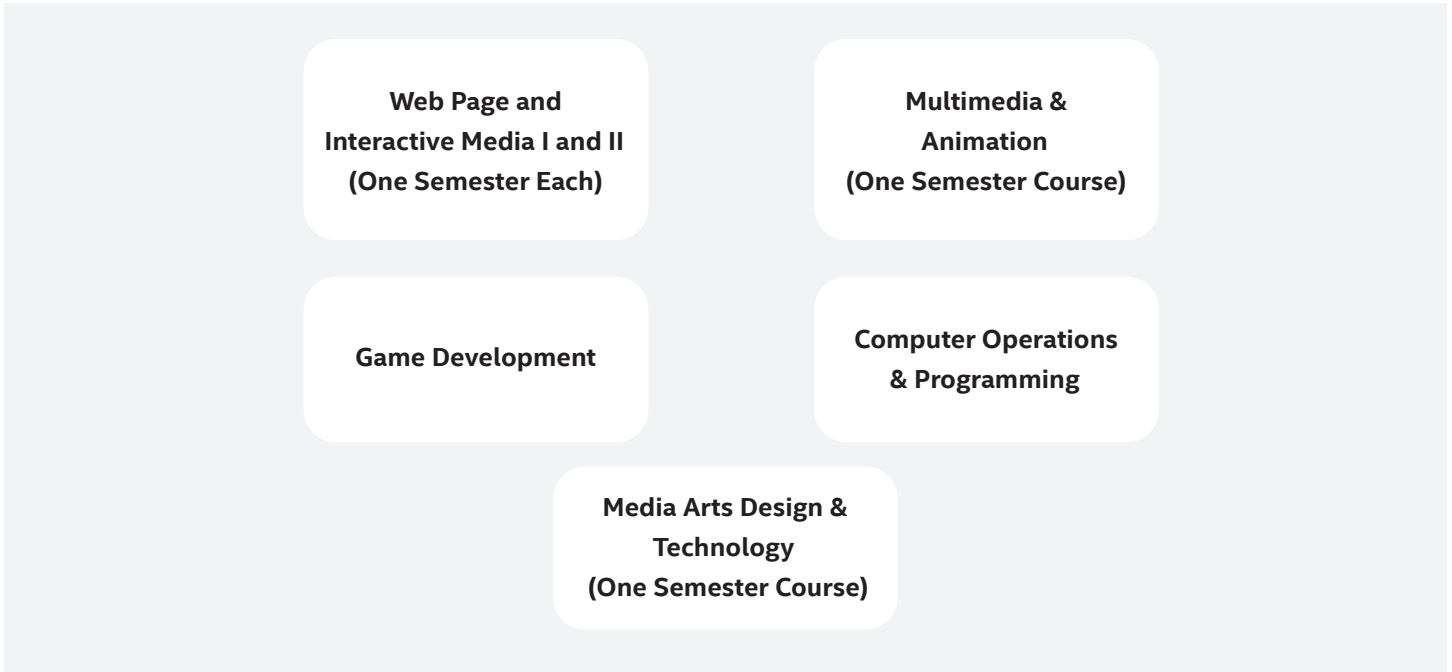 Web Page and
Interactive Media I and II
(One Semester Each)
Multimedia &
Animation
(One Semester Course)
Game Development
Computer Operations
& Programming
Media Arts Design &
Technology
(One Semester Course)